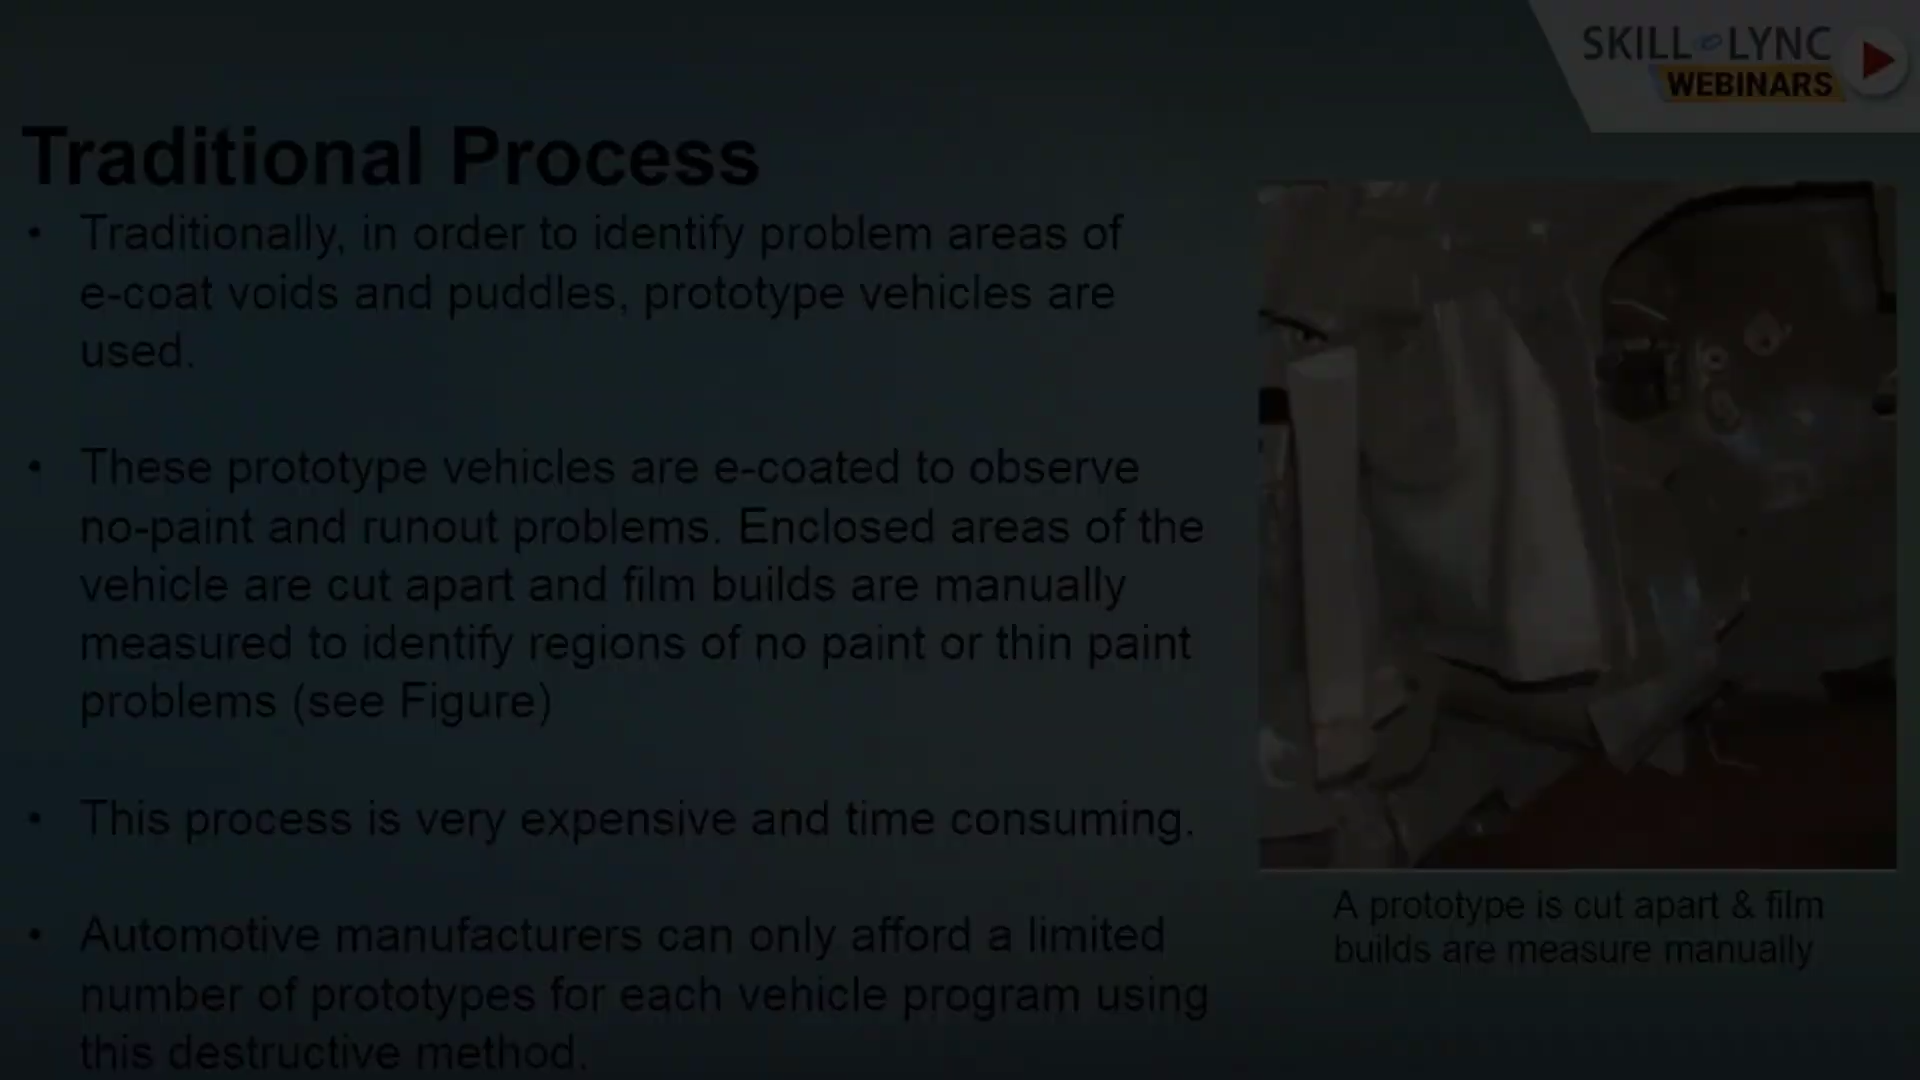 SKILL LYNC
WEBINARS
Traditional Process
• Traditionally, in order to identify problem areas of
e-coat voids and puddles, prototype vehicles are
used.
• These prototype vehicles are e-coated to observe
no-paint and runout problems. Enclosed areas of the
vehicle are cut apart and film builds are manually
measured to identify regions of no paint or thin paint
problems (see Figure)
• This process is very expensive and time consuming.
• Automotive manufacturers can only afford a limited
number of prototypes for each vehicle program using
this destructive method.
A prototype is cut apart & film
builds are measure manually